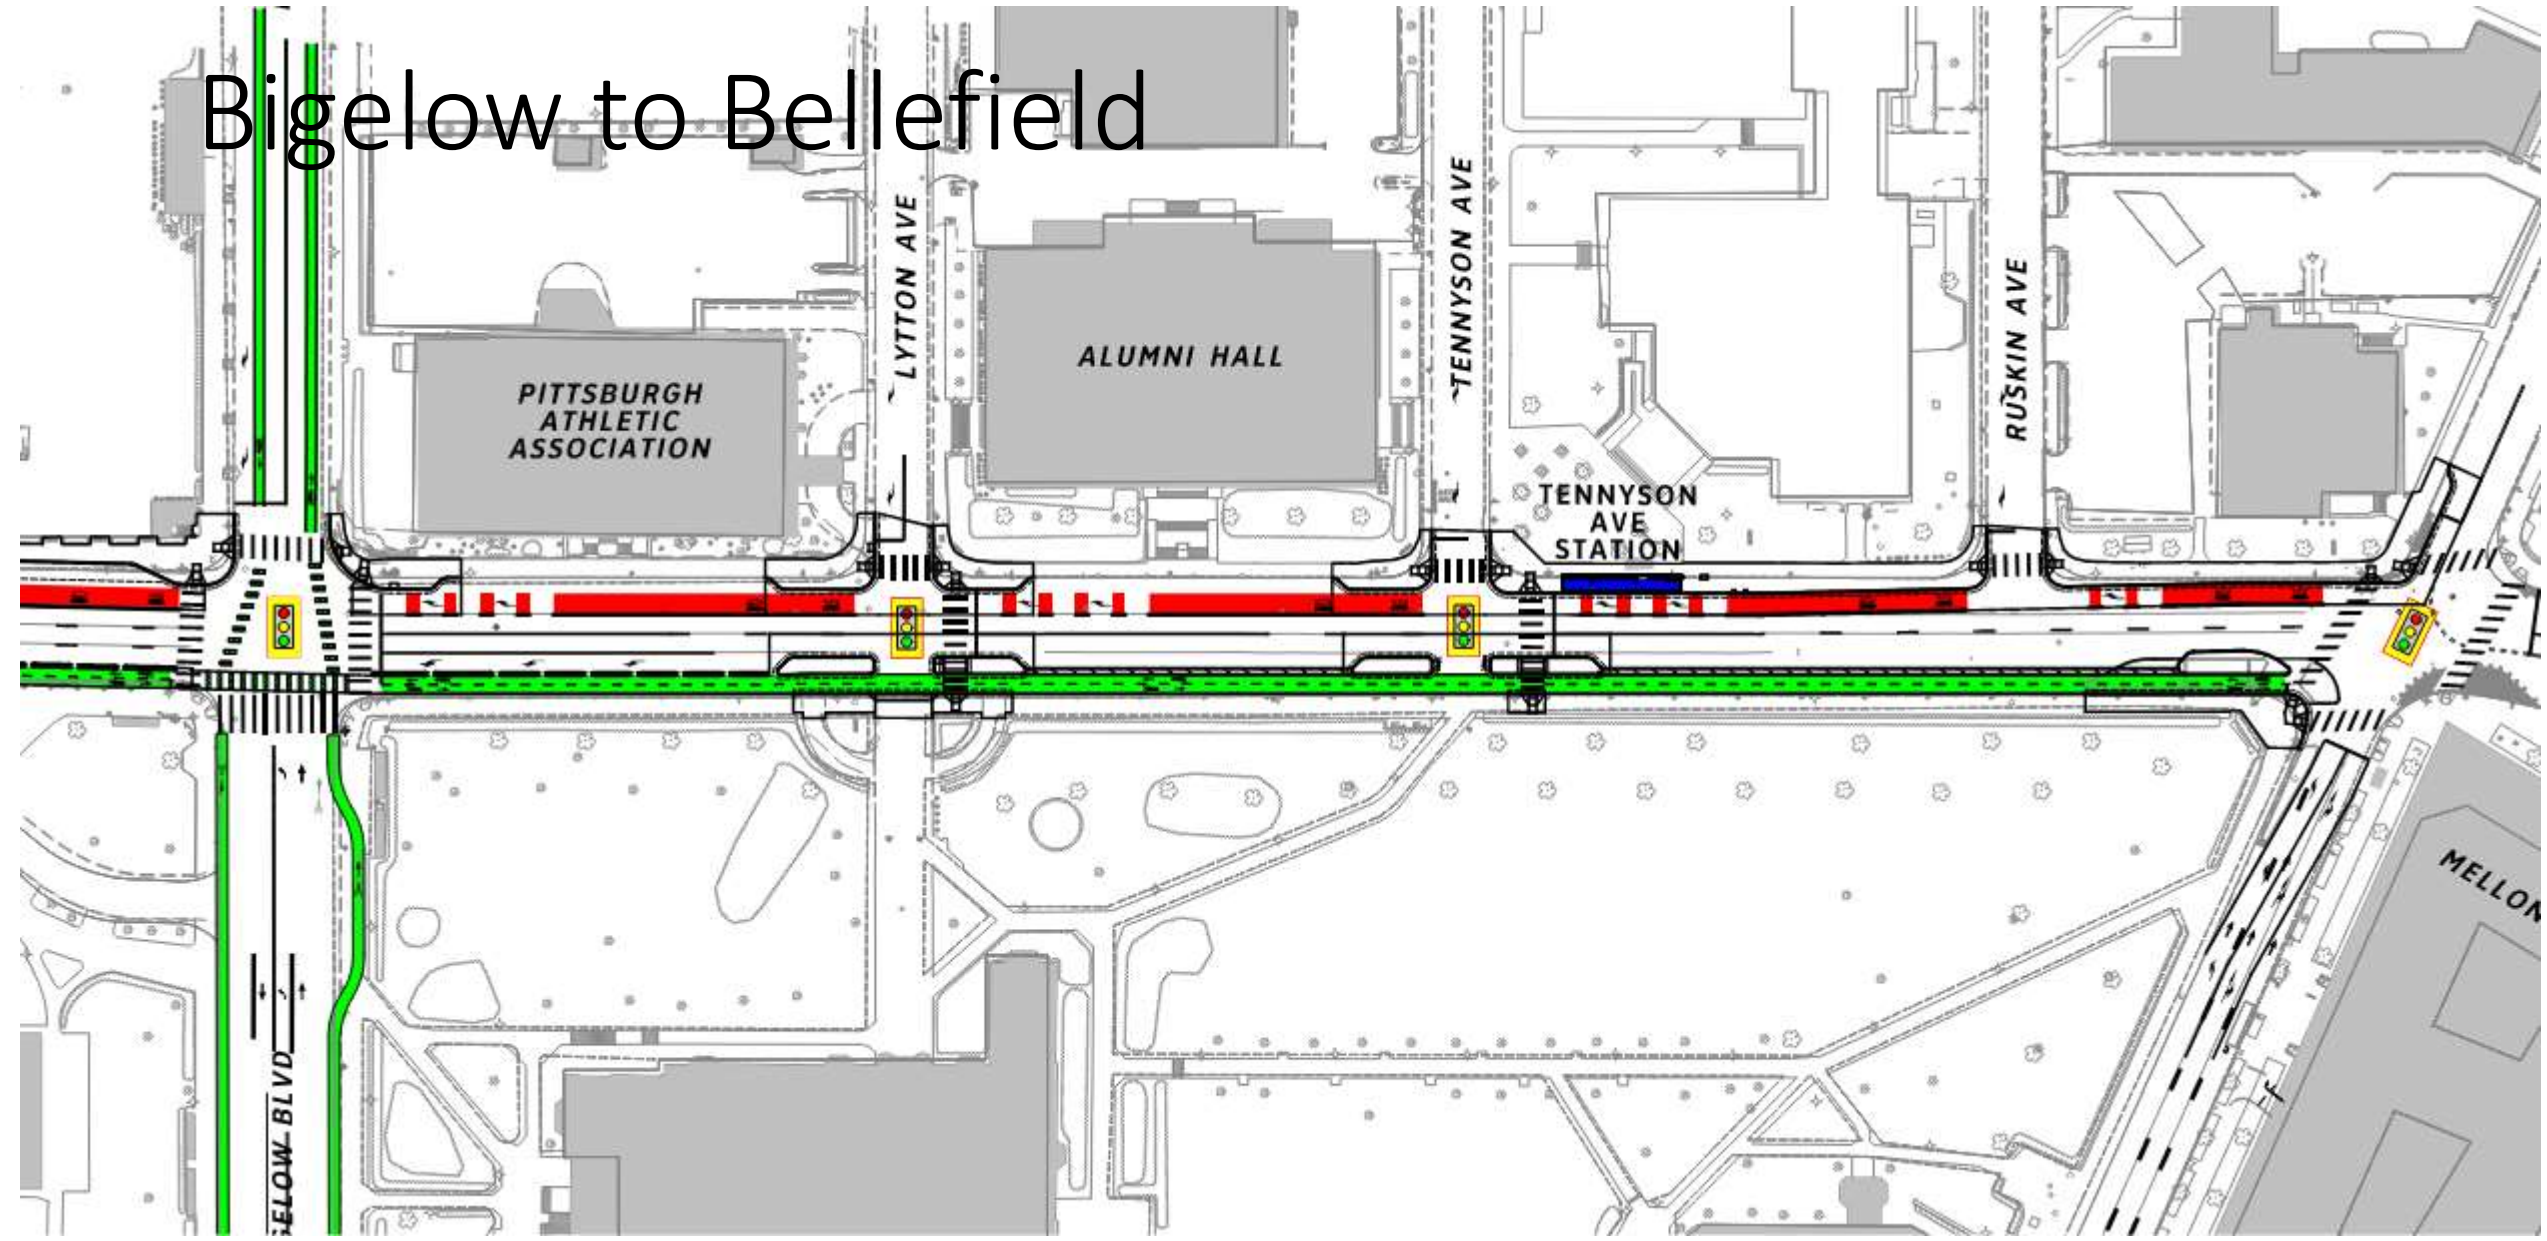 Bigelow to Bellefield
LYTTON AVE
TENNYSON AVE
RUSKIN AVE
PITTSBURGH
ATHLETIC
ASSOCIATION
ALUMNI HALL
TENNYSON
AVE
STATION
MELLON
GELOW BLVD